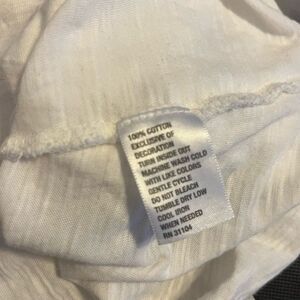 100% COTTON
EXCLUSIVE OF
DECORATION
TURN INSIDE OUT
MACHINE WASH COLD
WITH LIKE COLORS
GENTLE CYCLE
DO NOT BLEACH
TUMBLE DRY LOW
COOL IRON
WHEN NEEDED
RN 31104